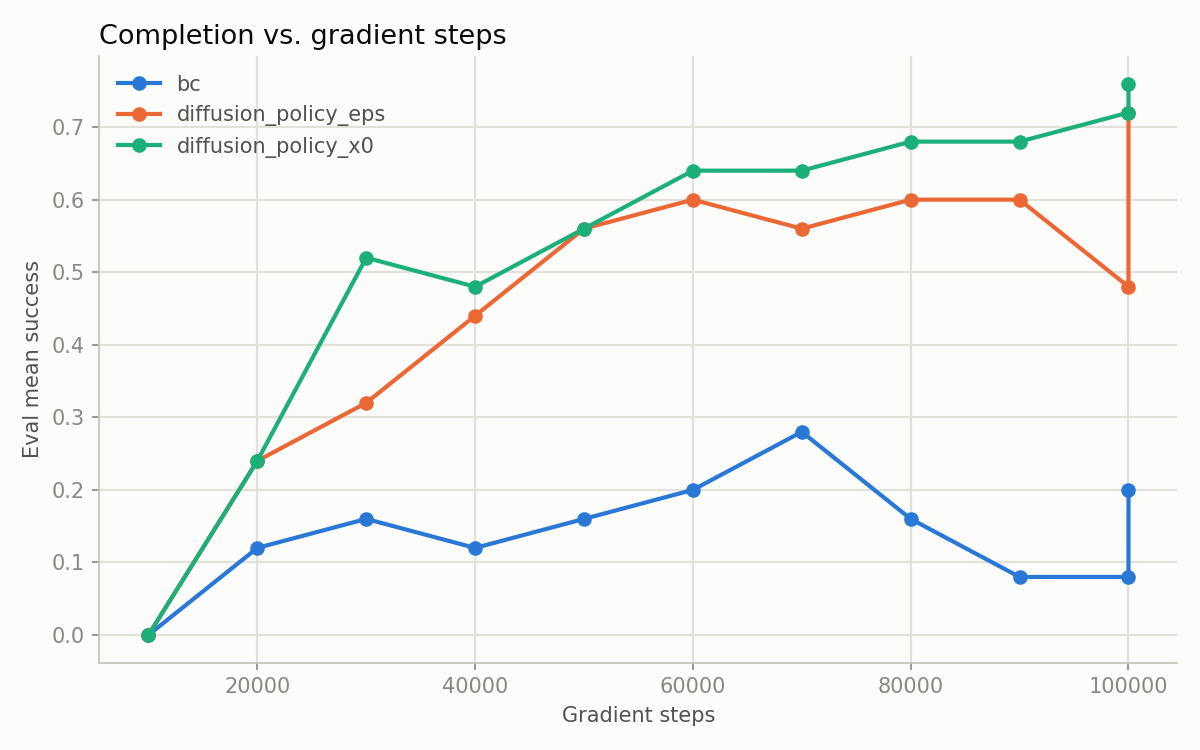 Completion vs. gradient steps
bc
diffusion_policy_eps
diffusion_policy_x0
Eval mean success
0.7
0.6
0.5
0.4
0.3
0.2
0.1
0.0
20000
40000
60000
80000
100000
Gradient steps